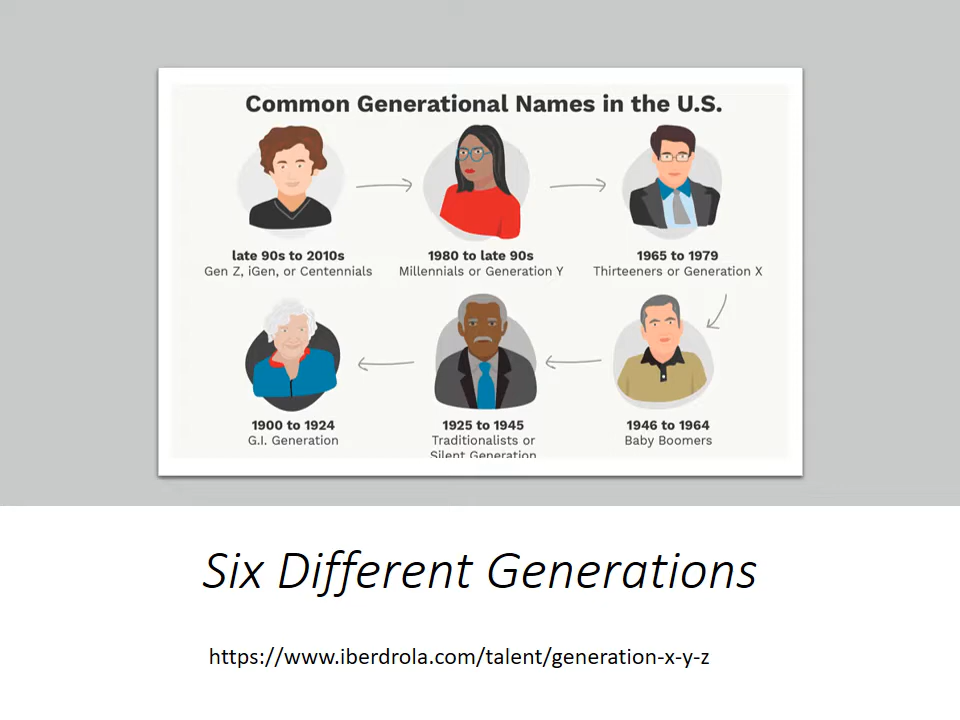 Common Generational Names in the U.S.
late 90s to 2010s
Gen Z, iGen, or Centennials
1980 to late 90s
Millennials or Generation Y
1965 to 1979
Thirteeners or Generation X
1900 to 1924
G.I. Generation
1925 to 1945
Traditionalists or
Silent Generation
1946 to 1964
Baby Boomers
Six Different Generations
https://www.iberdrola.com/talent/generation-x-y-z